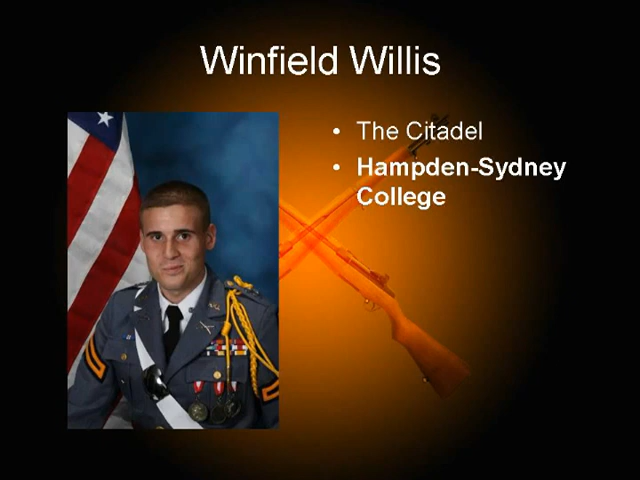 Winfield Willis
• The Citadel
• Hampden-Sydney
College